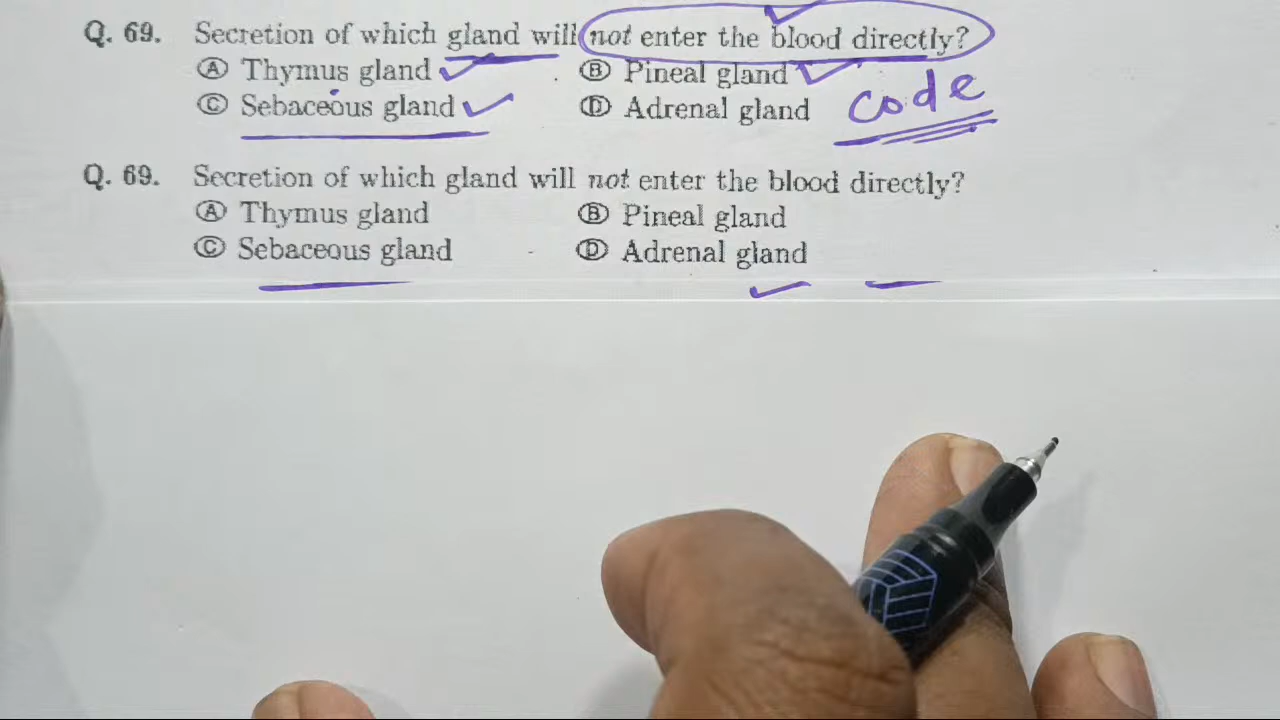 Q. 69. Secretion of which gland will not enter the blood directly?
Ⓐ Thymus gland Ⓑ Pineal gland
Ⓒ Sebaceous gland Ⓓ Adrenal gland code
Q. 69. Secretion of which gland will not enter the blood directly?
Ⓐ Thymus gland Ⓑ Pineal gland
Ⓒ Sebaceous gland Ⓓ Adrenal gland